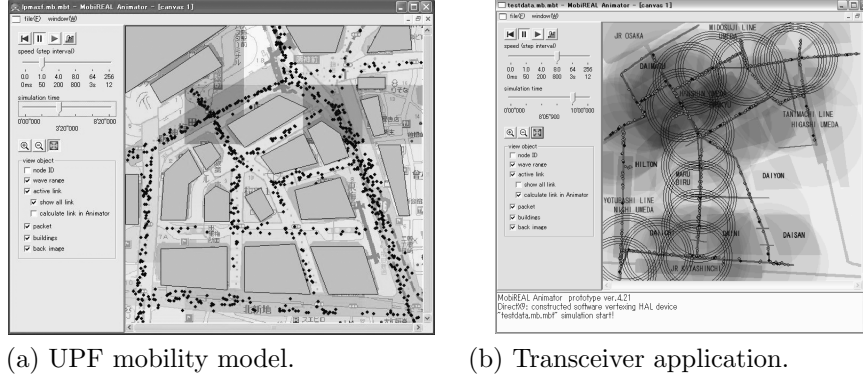 lpmasf.mb.mbt - MobiREAL Animator - [canvas 1]
file(F) window(W)
speed (step interval)
0.0 1.0 4.0 8.0 64 256
0ms 50 200 800 3s 12
simulation time
0'00"000 8'20"000
3'20"000
view object
node ID
wave range
active link
show all link
calculate link in Animator
packet
buildings
back image
北新地
(a) UPF mobility model.
testdata.mb.mbt - MobiREAL Animator - [canvas 1]
file(F) window(W)
speed (step interval)
0.0 1.0 4.0 8.0 64 256
0ms 50 200 800 3s 12
simulation time
0'00"000 10'00"000
8'05"900
view object
node ID
wave range
active link
show all link
calculate link in Animator
packet
buildings
back image
JR OSAKA
MIDOSUJI LINE
UMEDA
DAIMARU
TANIMACHI LINE
HIGASHI UMEDA
HILTON
MARU
BIRU
DAIYON
YOTUBASHI LINE
NISHI UMEDA
DAINI
DAISAN
JR KITASHINCHI
MobiREAL Animator prototype ver.4.21
DirectX9: constructed software vertexing HAL device
"testdata.mb.mbt" simulation start!
(b) Transceiver application.